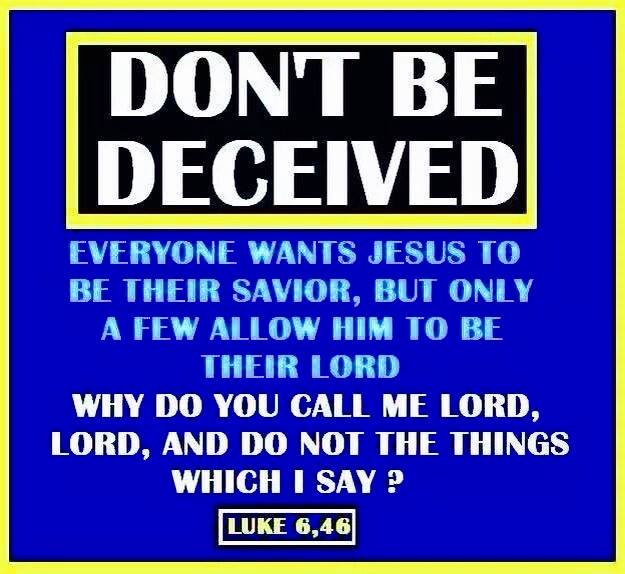 DON'T BE
DECEIVED
EVERYONE WANTS JESUS TO
BE THEIR SAVIOR, BUT ONLY
A FEW ALLOW HIM TO BE
THEIR LORD
WHY DO YOU CALL ME LORD,
LORD, AND DO NOT THE THINGS
WHICH I SAY ?
LUKE 6,46